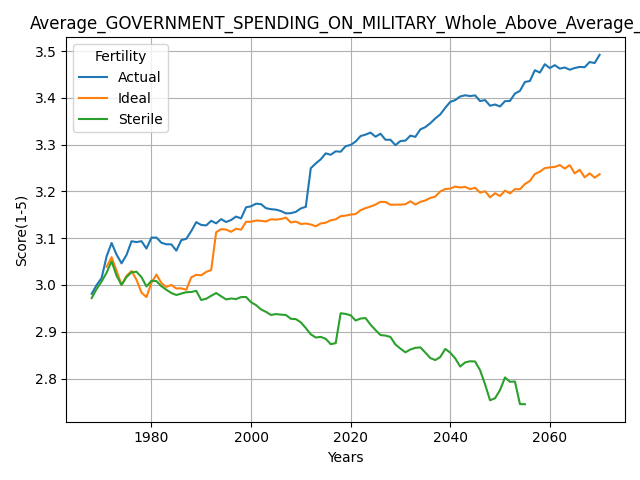 Average_GOVERNMENT_SPENDING_ON_MILITARY_Whole_Above_Average_
3.5
3.4
3.3
3.2
3.1
3.0
2.9
2.8
Score(1-5)
Fertility
Actual
Ideal
Sterile
1980
2000
2020
2040
2060
Years